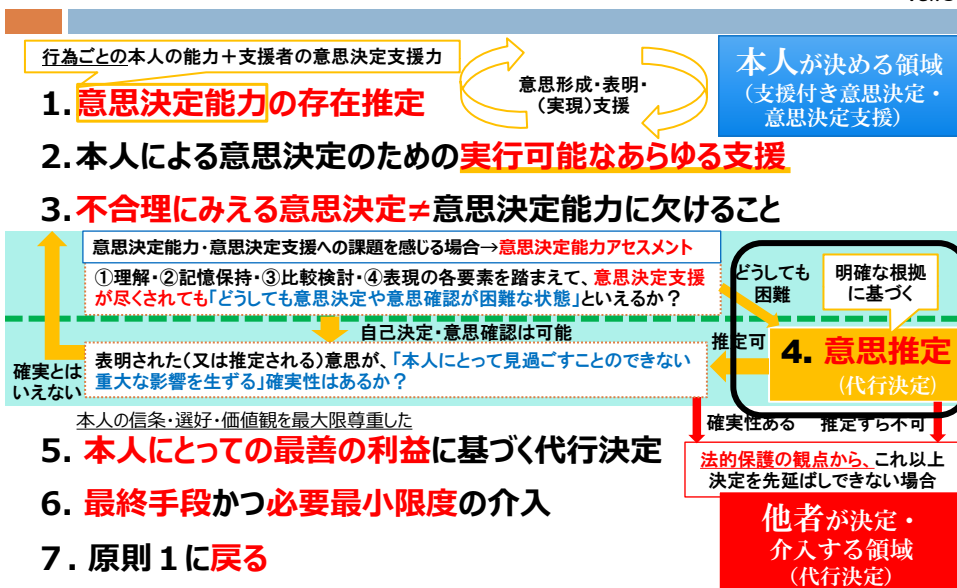 行為ごとの本人の能力＋支援者の意思決定支援力
意思形成・表明・
（実現）支援
本人が決める領域
（支援付き意思決定・
意思決定支援）
1. 意思決定能力の存在推定
2. 本人による意思決定のための実行可能なあらゆる支援
3. 不合理にみえる意思決定≠意思決定能力に欠けること
意思決定能力・意思決定支援への課題を感じる場合→意思決定能力アセスメント
①理解・②記憶保持・③比較検討・④表現の各要素を踏まえて、意思決定支援
が尽くされても「どうしても意思決定や意思確認が困難な状態」といえるか？
どうしても
困難
明確な根拠
に基づく
自己決定・意思確認は可能
推定可
4. 意思推定
（代行決定）
表明された（又は推定される）意思が、「本人にとって見過ごすことのできない
重大な影響を生ずる」確実性はあるか？
確実とは
いえない
確実性ある
推定すら不可
本人の信条・選好・価値観を最大限尊重した
5. 本人にとっての最善の利益に基づく代行決定
法的保護の観点から、これ以上
決定を先延ばしできない場合
6. 最終手段かつ必要最小限度の介入
他者が決定・
介入する領域
（代行決定）
7. 原則１に戻る